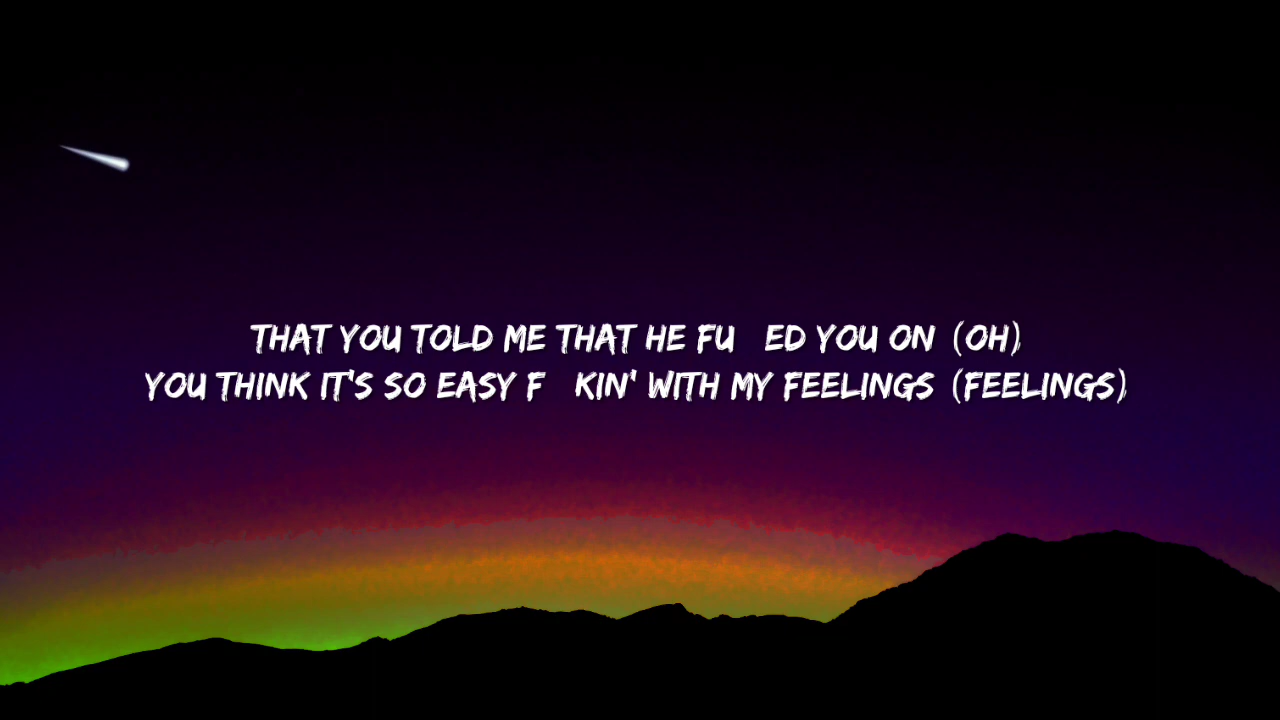 THAT YOU TOLD ME THAT HE FU  ED YOU ON (OH)
YOU THINK IT'S SO EASY F  KIN' WITH MY FEELINGS (FEELINGS)